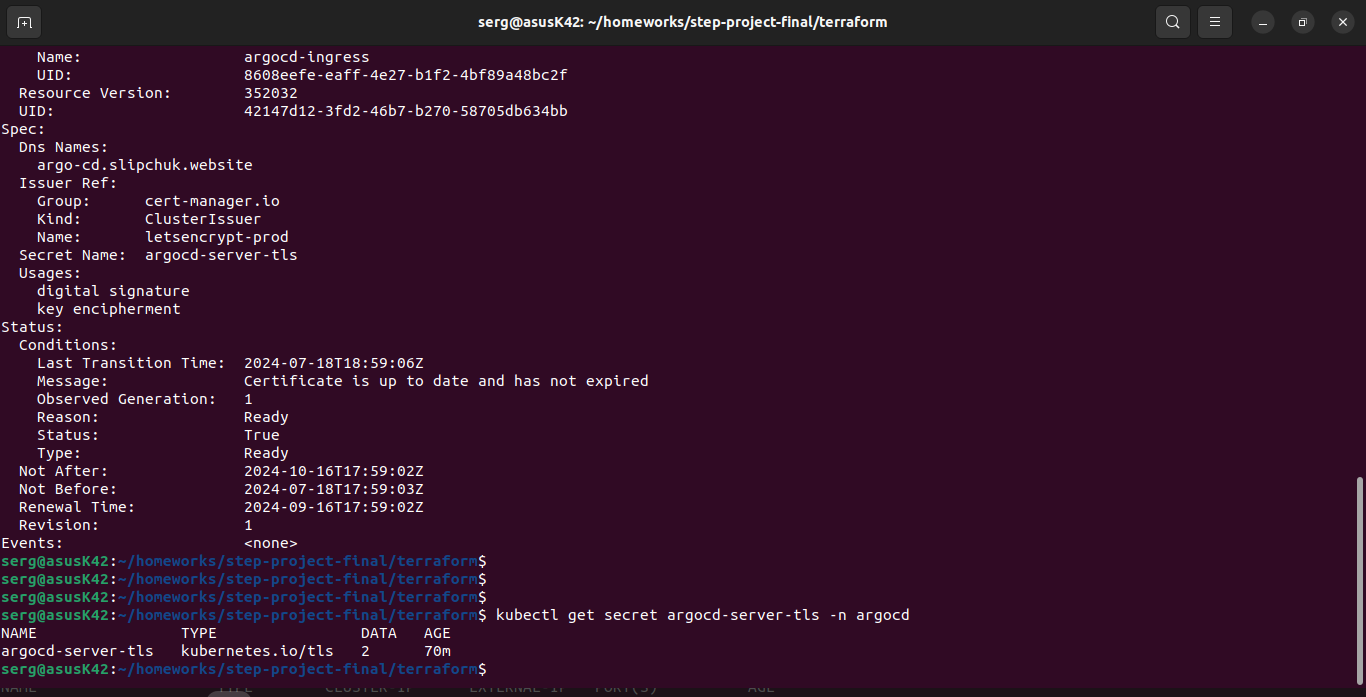 serg@asusK42: ~/homeworks/step-project-final/terraform
Name: argocd-ingress
UID: 8608eefe-eaff-4e27-b1f2-4bf89a48bc2f
Resource Version: 352032
UID: 42147d12-3fd2-46b7-b270-58705db634bb
Spec:
Dns Names:
argo-cd.slipchuk.website
Issuer Ref:
Group: cert-manager.io
Kind: ClusterIssuer
Name: letsencrypt-prod
Secret Name: argocd-server-tls
Usages:
digital signature
key encipherment
Status:
Conditions:
Last Transition Time: 2024-07-18T18:59:06Z
Message: Certificate is up to date and has not expired
Observed Generation: 1
Reason: Ready
Status: True
Type: Ready
Not After: 2024-10-16T17:59:02Z
Not Before: 2024-07-18T17:59:03Z
Renewal Time: 2024-09-16T17:59:02Z
Revision: 1
Events: <none>
serg@asusK42:~/homeworks/step-project-final/terraform$
serg@asusK42:~/homeworks/step-project-final/terraform$
serg@asusK42:~/homeworks/step-project-final/terraform$
serg@asusK42:~/homeworks/step-project-final/terraform$ kubectl get secret argocd-server-tls -n argocd
NAME TYPE DATA AGE
argocd-server-tls kubernetes.io/tls 2 70m
serg@asusK42:~/homeworks/step-project-final/terraform$
NAME TYPE CLUSTER-IP EXTERNAL-IP PORT(S) AGE